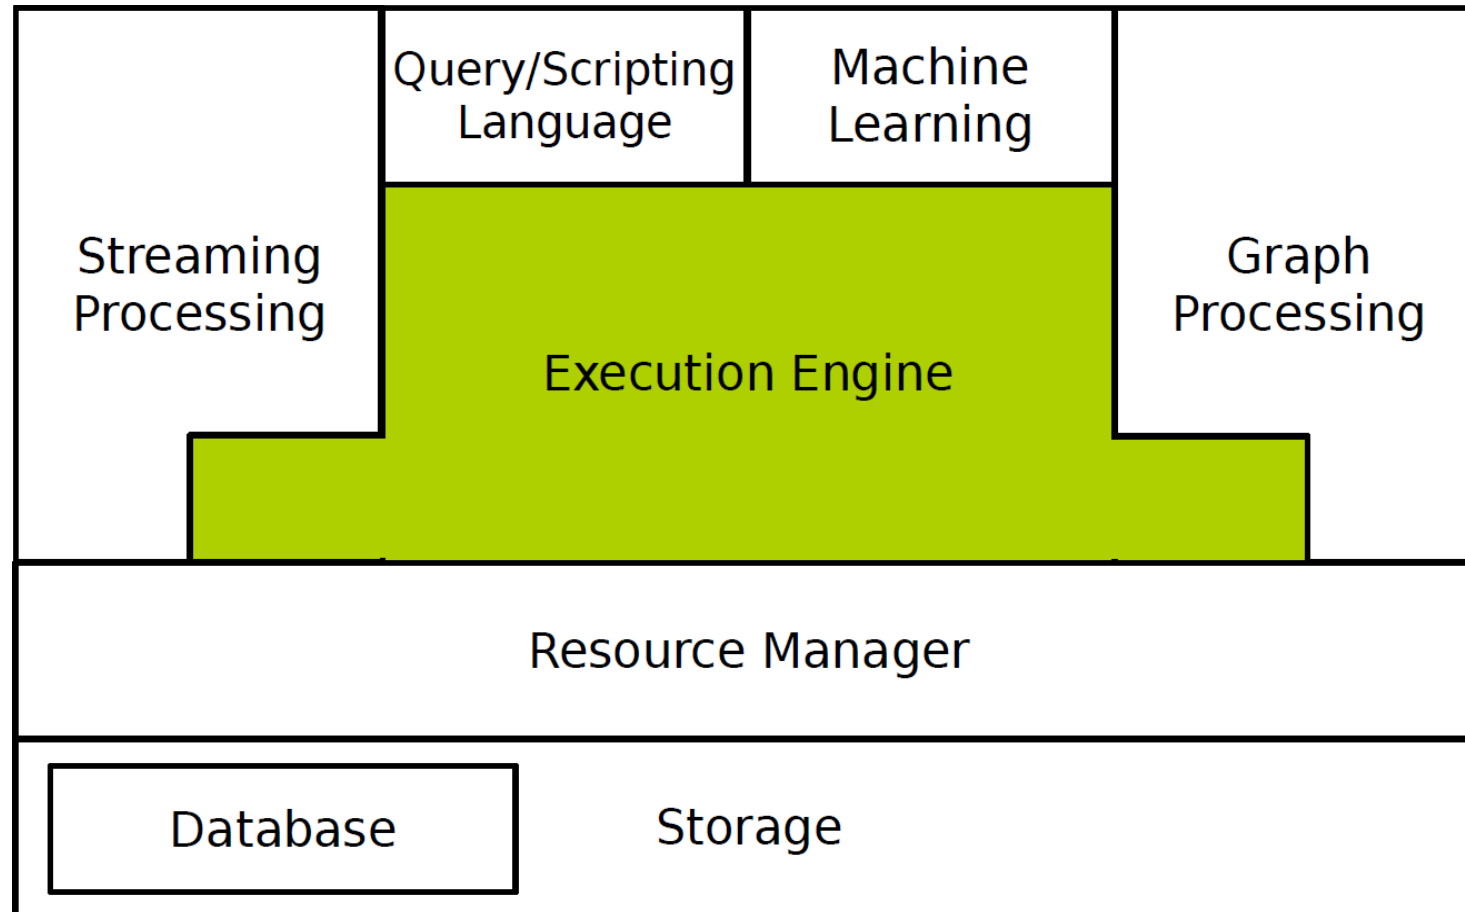 Query/Scripting
Language
Machine
Learning
Streaming
Processing
Graph
Processing
Execution Engine
Resource Manager
Database
Storage